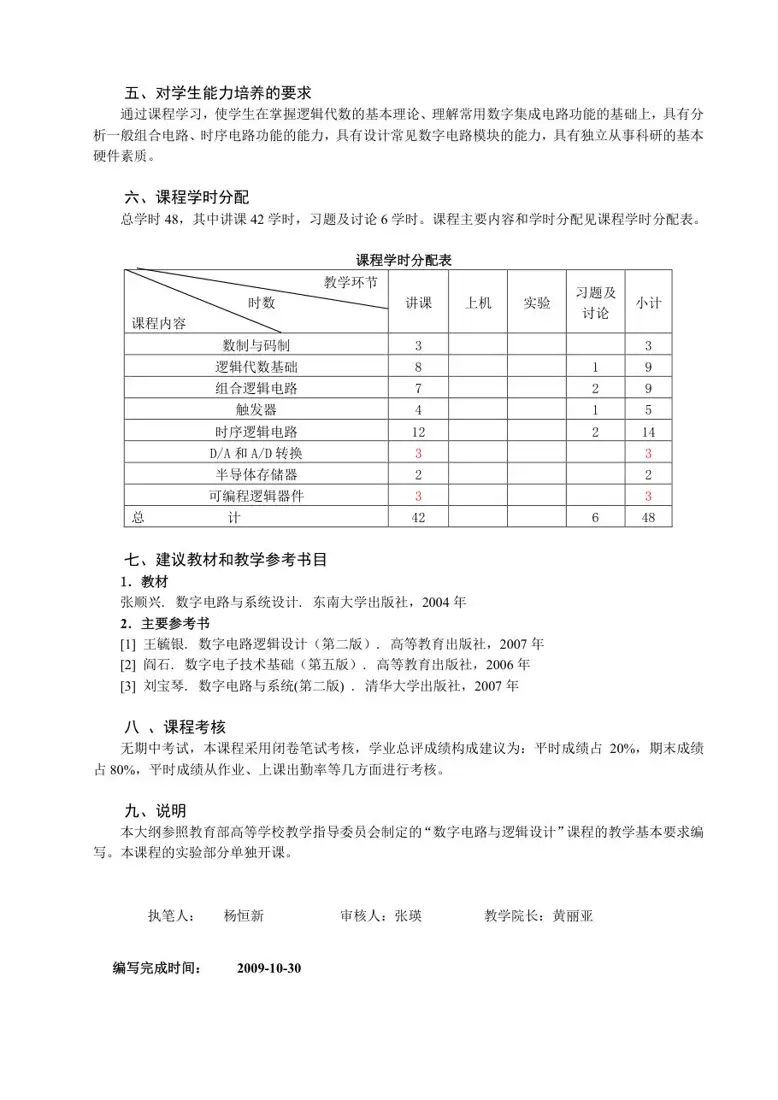 五、对学生能力培养的要求
通过课程学习，使学生在掌握逻辑代数的基本理论、理解常用数字集成电路功能的基础上，具有分
析一般组合电路、时序电路功能的能力，具有设计常见数字电路模块的能力，具有独立从事科研的基本
硬件素质。
六、课程学时分配
总学时 48，其中讲课 42 学时，习题及讨论 6 学时。课程主要内容和学时分配见课程学时分配表。
课程学时分配表
教学环节
时数
课程内容
讲课 上机 实验 习题及 小计
讨论
数制与码制 3 3
逻辑代数基础 8 1 9
组合逻辑电路 7 2 9
触发器 4 1 5
时序逻辑电路 12 2 14
D/A 和 A/D 转换 3 3
半导体存储器 2 2
可编程逻辑器件 3 3
总 计 42 6 48
七、建议教材和教学参考书目
1．教材
张顺兴．数字电路与系统设计．东南大学出版社，2004 年
2．主要参考书
[1] 王毓银．数字电路逻辑设计（第二版）．高等教育出版社，2007 年
[2] 阎石．数字电子技术基础（第五版）．高等教育出版社，2006 年
[3] 刘宝琴．数字电路与系统(第二版) ．清华大学出版社，2007 年
八 、课程考核
无期中考试，本课程采用闭卷笔试考核，学业总评成绩构成建议为：平时成绩占 20%，期末成绩
占 80%，平时成绩从作业、上课出勤率等几方面进行考核。
九、说明
本大纲参照教育部高等学校教学指导委员会制定的“数字电路与逻辑设计”课程的教学基本要求编
写。本课程的实验部分单独开课。
执笔人： 杨恒新 审核人：张瑛 教学院长：黄丽亚
编写完成时间： 2009-10-30